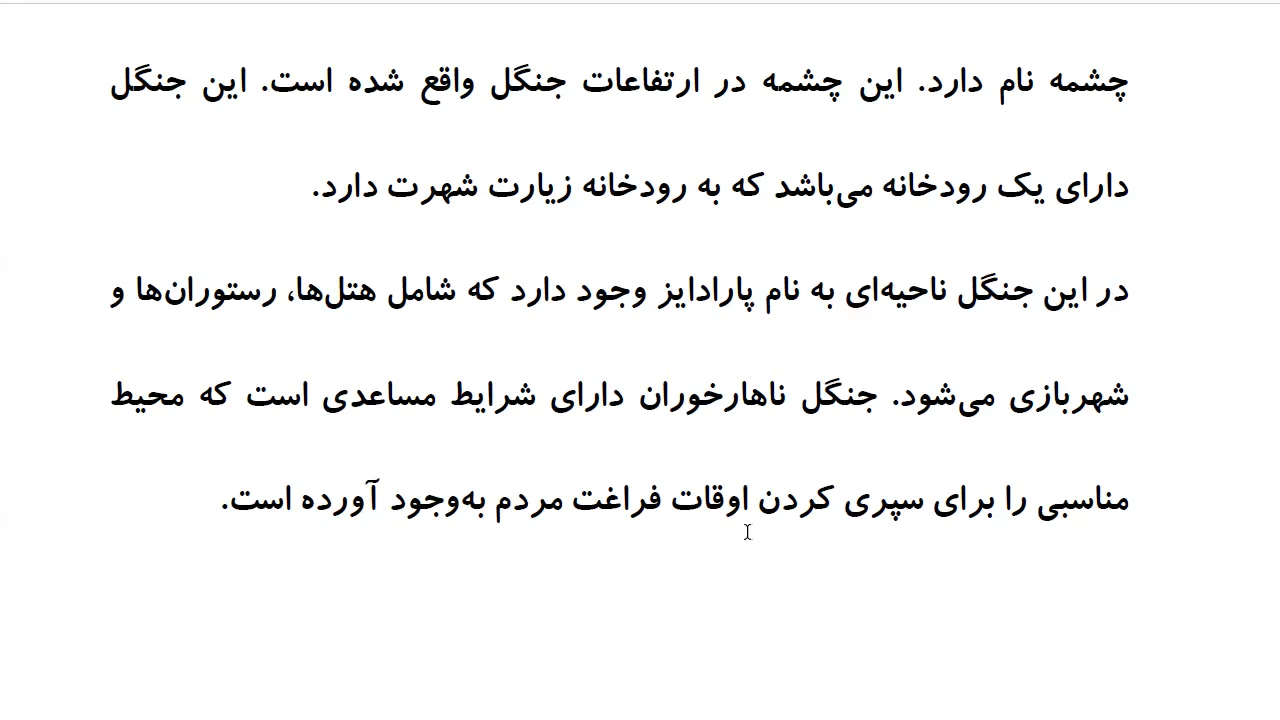 چشمه نام دارد. این چشمه در ارتفاعات جنگل واقع شده است. این جنگل
دارای یک رودخانه می‌باشد که به رودخانه زیارت شهرت دارد.
در این جنگل ناحیه‌ای به نام پارادایز وجود دارد که شامل هتل‌ها، رستوران‌ها و
شهربازی می‌شود. جنگل ناهارخوران دارای شرایط مساعدی است که محیط
مناسبی را برای سپری کردن اوقات فراغت مردم به‌وجود آورده است.